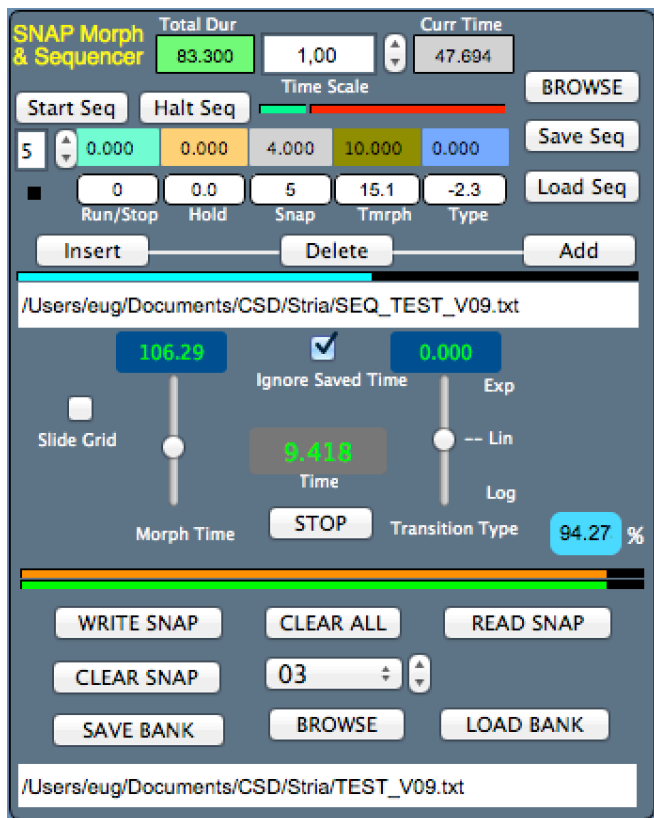 SNAP Morph & Sequencer
Total Dur
Curr Time
83.300
1,00
47.694
Time Scale
BROWSE
Start Seq
Halt Seq
5
0.000
0.000
4.000
10.000
0.000
Save Seq
0
0.0
5
15.1
-2.3
Load Seq
Run/Stop
Hold
Snap
Tmrph
Type
Insert
Delete
Add
/Users/eug/Documents/CSD/Stria/SEQ_TEST_V09.txt
106.29
0.000
Ignore Saved Time
Exp
Slide Grid
-- Lin
9.418
Time
Log
Morph Time
STOP
Transition Type
94.27 %
WRITE SNAP
CLEAR ALL
READ SNAP
CLEAR SNAP
03
SAVE BANK
BROWSE
LOAD BANK
/Users/eug/Documents/CSD/Stria/TEST_V09.txt